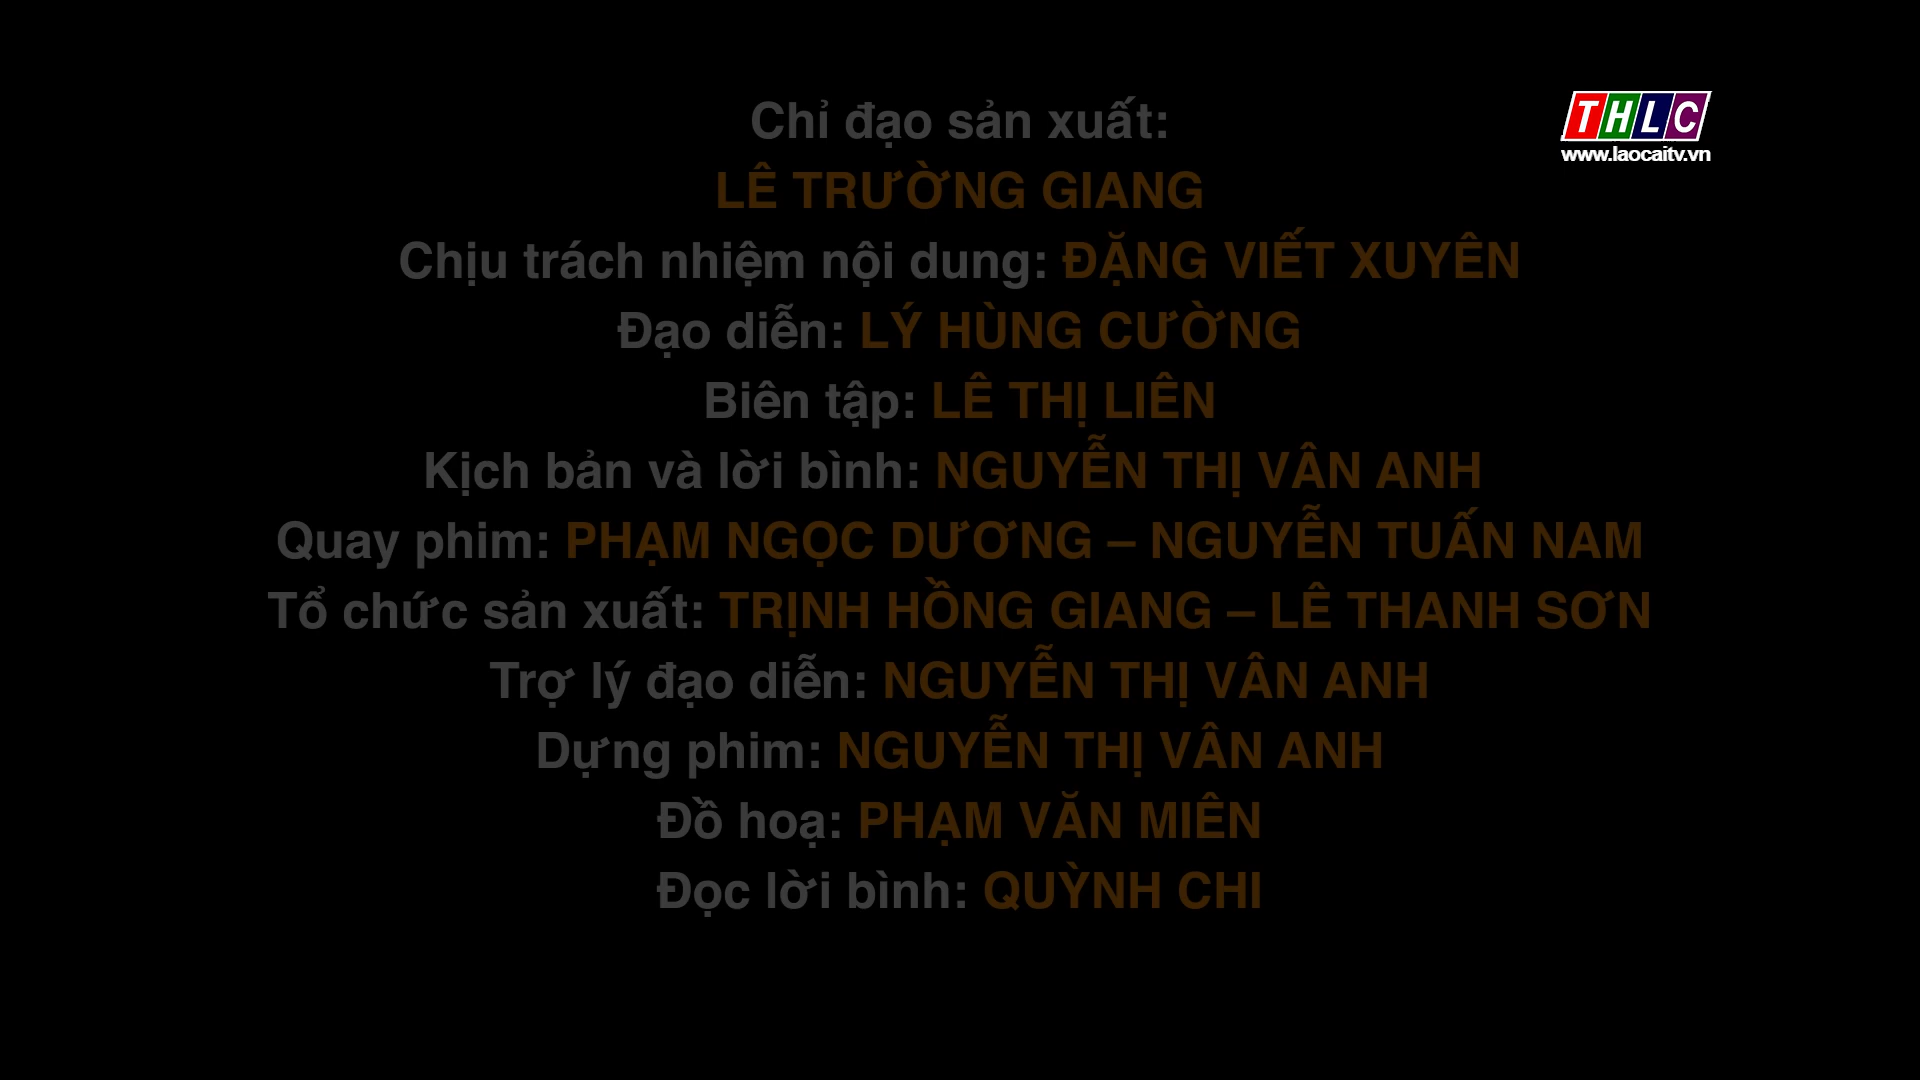 Chỉ đạo sản xuất:
THLC
www.laocaitv.vn
LÊ TRƯỜNG GIANG
Chịu trách nhiệm nội dung: ĐẶNG VIẾT XUYÊN
Đạo diễn: LÝ HÙNG CƯỜNG
Biên tập: LÊ THỊ LIÊN
Kịch bản và lời bình: NGUYỄN THỊ VÂN ANH
Quay phim: PHẠM NGỌC DƯƠNG – NGUYỄN TUẤN NAM
Tổ chức sản xuất: TRỊNH HỒNG GIANG – LÊ THANH SƠN
Trợ lý đạo diễn: NGUYỄN THỊ VÂN ANH
Dựng phim: NGUYỄN THỊ VÂN ANH
Đồ hoạ: PHẠM VĂN MIÊN
Đọc lời bình: QUỲNH CHI